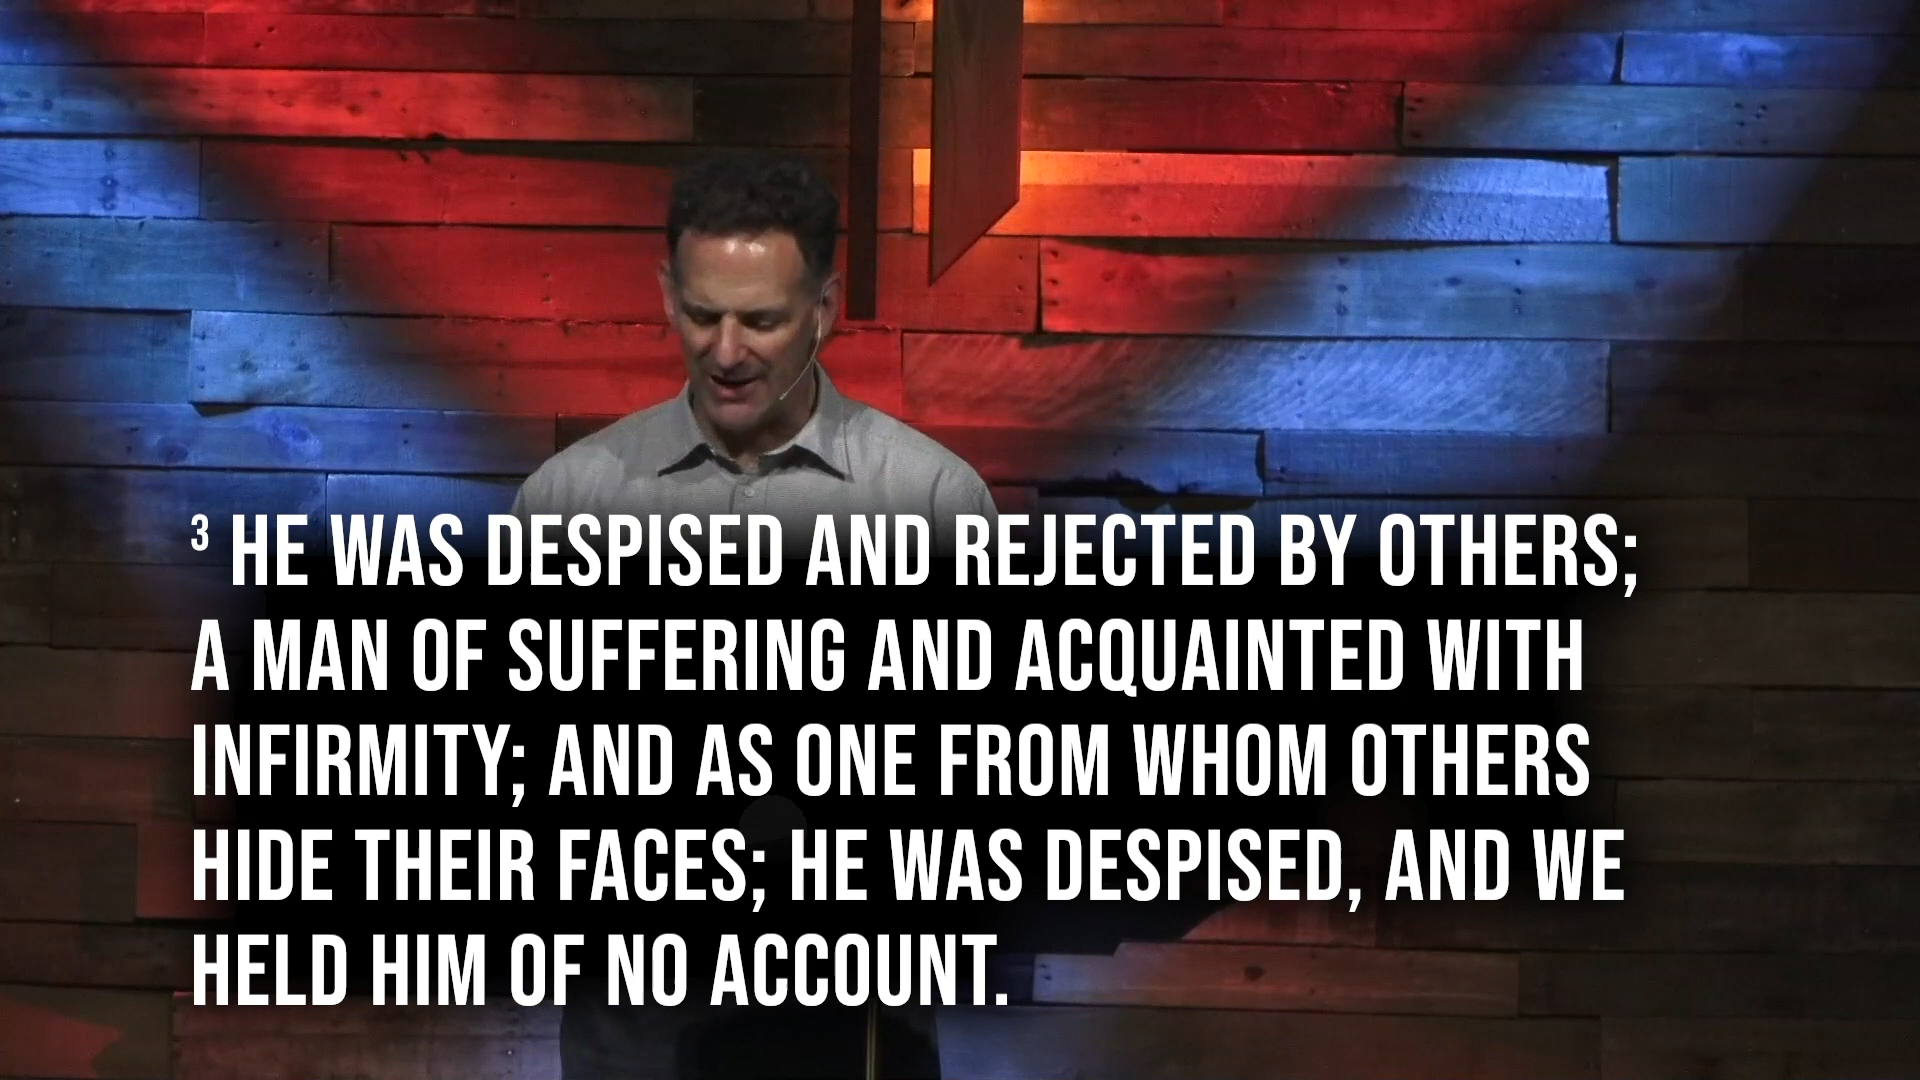 ³ HE WAS DESPISED AND REJECTED BY OTHERS;
A MAN OF SUFFERING AND ACQUAINTED WITH
INFIRMITY; AND AS ONE FROM WHOM OTHERS
HIDE THEIR FACES; HE WAS DESPISED, AND WE
HELD HIM OF NO ACCOUNT.